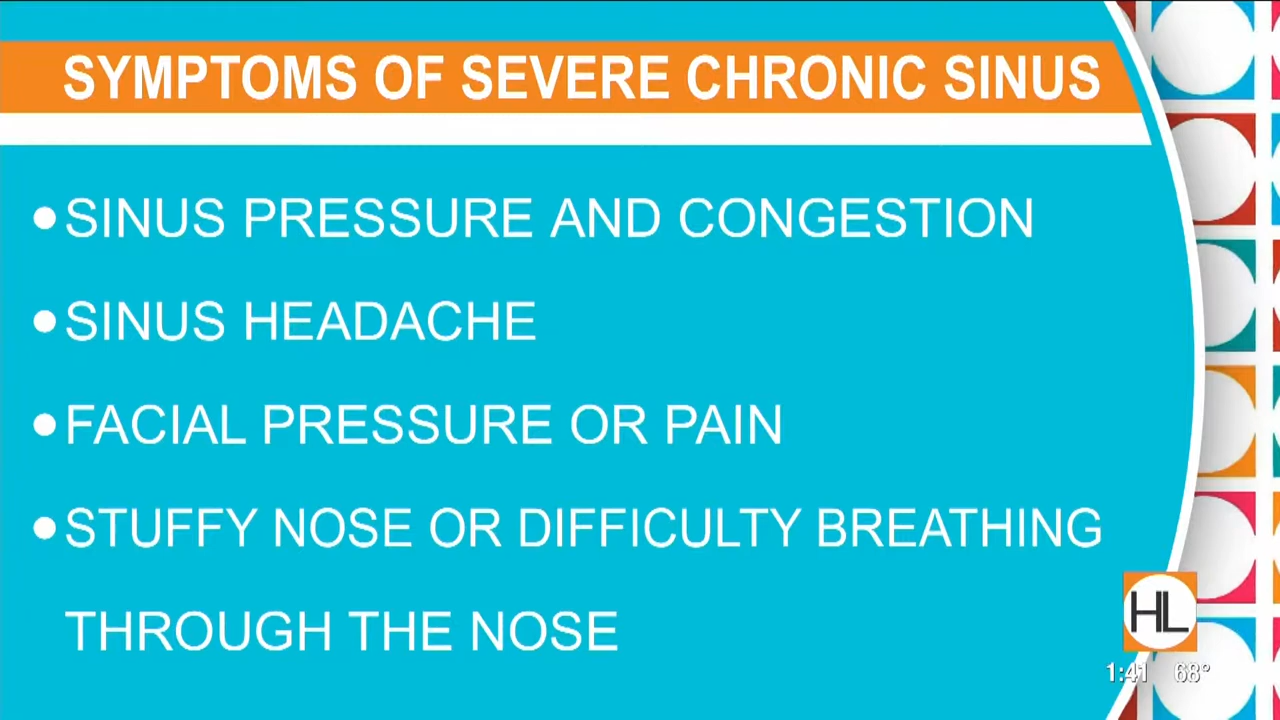 SYMPTOMS OF SEVERE CHRONIC SINUS
•SINUS PRESSURE AND CONGESTION
•SINUS HEADACHE
•FACIAL PRESSURE OR PAIN
•STUFFY NOSE OR DIFFICULTY BREATHING
THROUGH THE NOSE
HL
1:41 68°